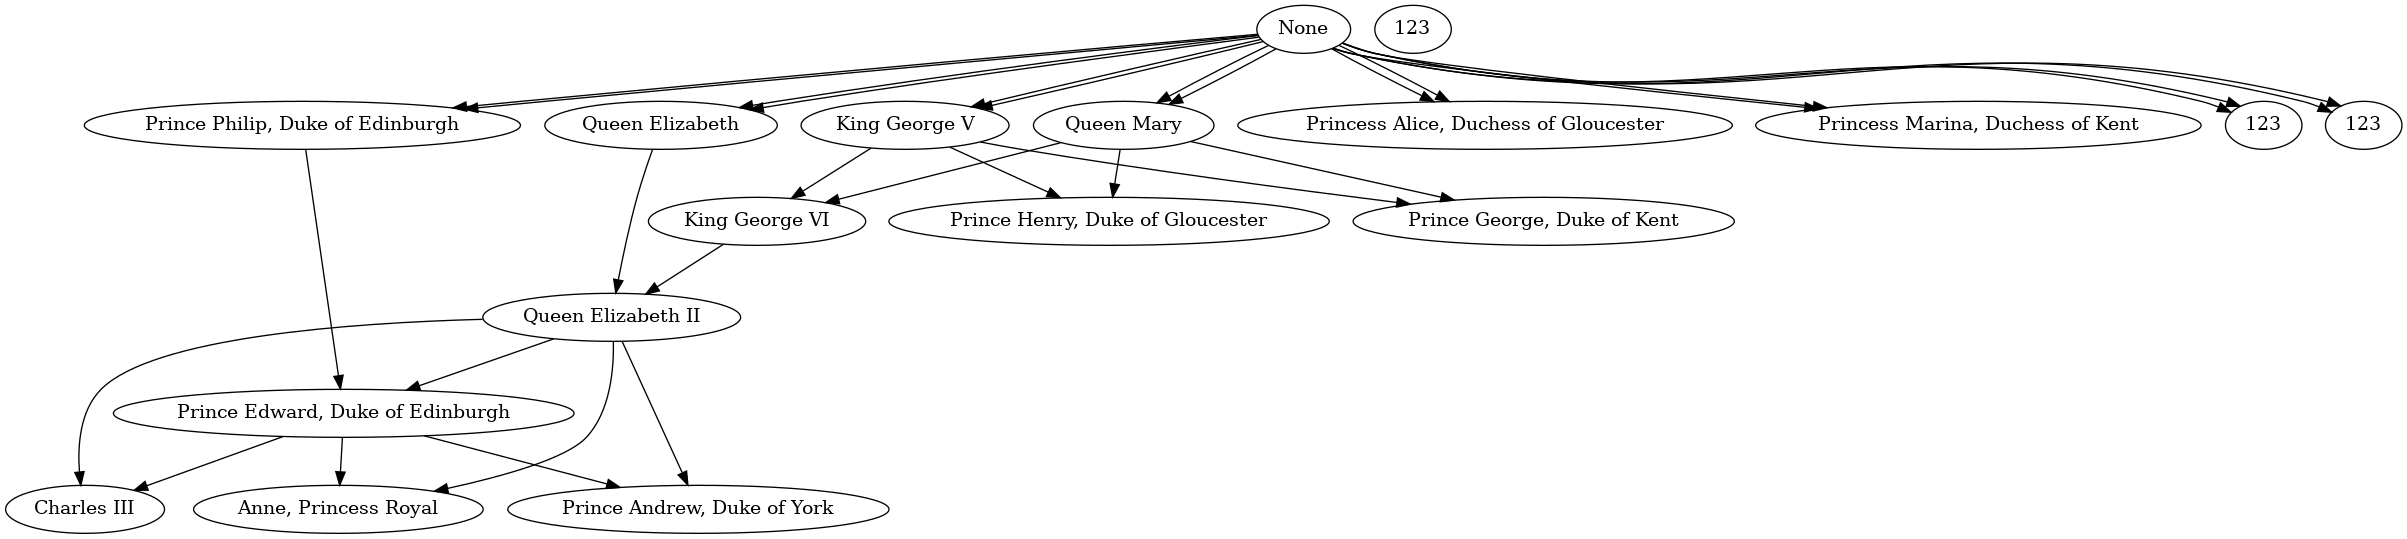 None
123
Prince Philip, Duke of Edinburgh
Queen Elizabeth
King George V
Queen Mary
Princess Alice, Duchess of Gloucester
Princess Marina, Duchess of Kent
123
123
King George VI
Prince Henry, Duke of Gloucester
Prince George, Duke of Kent
Queen Elizabeth II
Prince Edward, Duke of Edinburgh
Charles III
Anne, Princess Royal
Prince Andrew, Duke of York